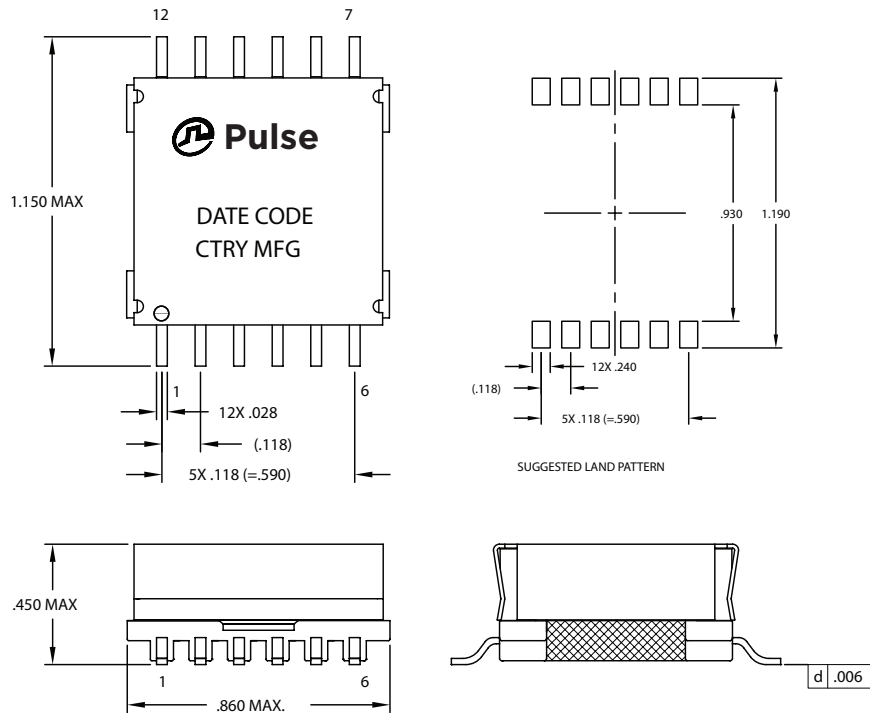 12
7
Pulse
1.150 MAX
DATE CODE
CTRY MFG
1
6
12X .028
(.118)
5X .118 (=.590)
.930
1.190
12X .240
(.118)
5X .118 (=.590)
SUGGESTED LAND PATTERN
.450 MAX
1
6
.860 MAX.
d .006